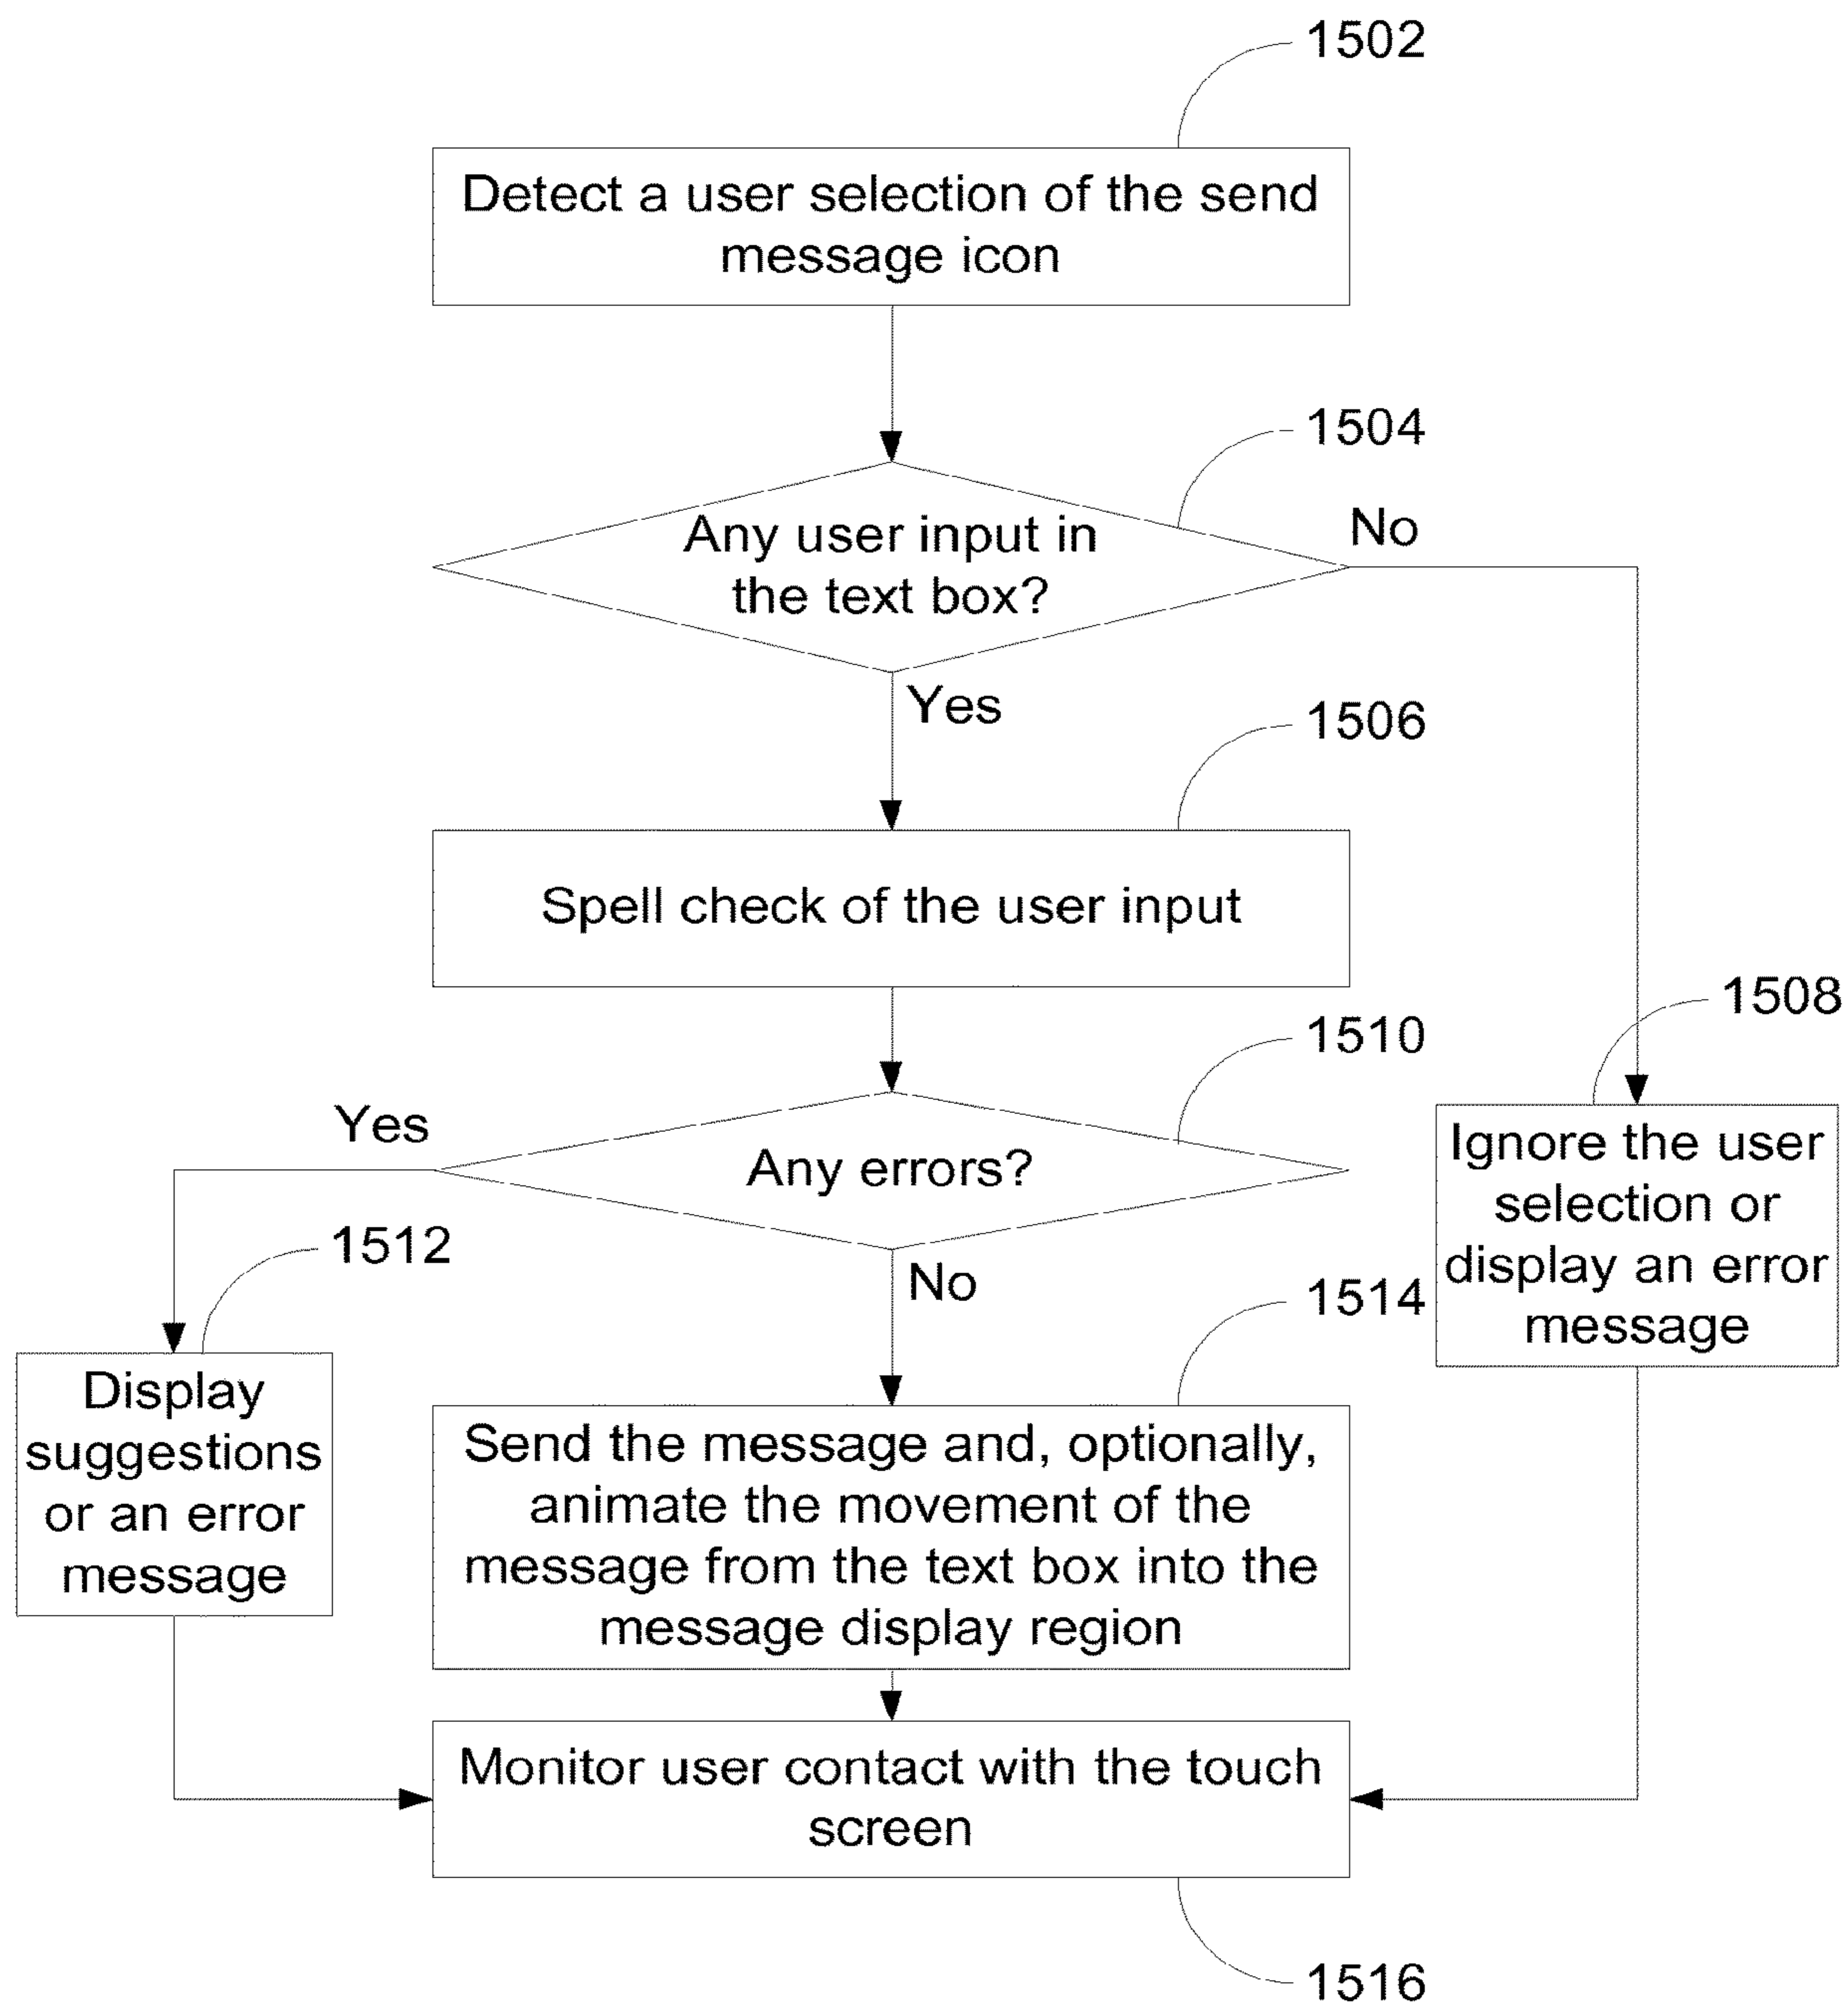 1502
Detect a user selection of the send
message icon
1504
Any user input in
the text box?
No
Yes
1506
Spell check of the user input
1508
1510
Yes
Any errors?
Ignore the user
selection or
display an error
message
1512
No
1514
Display
suggestions
or an error
message
Send the message and, optionally,
animate the movement of the
message from the text box into the
message display region
Monitor user contact with the touch
screen
1516